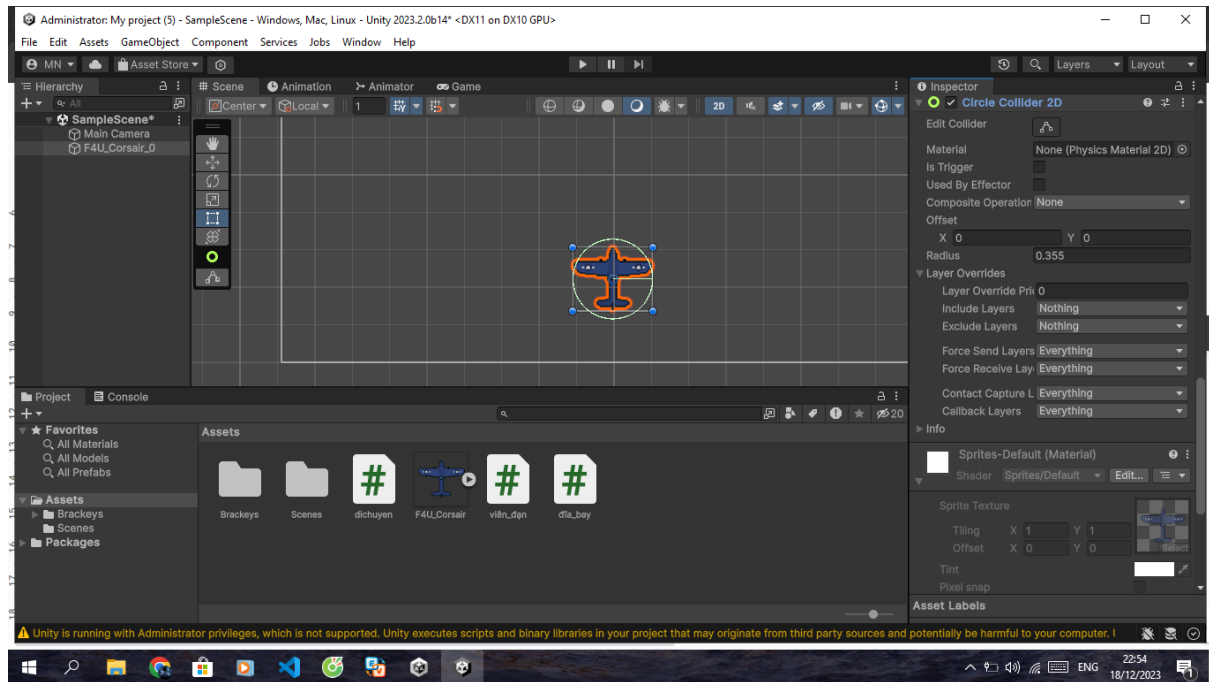 Administrator: My project (5) - SampleScene - Windows, Mac, Linux - Unity 2023.2.0b14* <DX11 on DX10 GPU>
File Edit Assets GameObject Component Services Jobs Window Help
MN Asset Store Layers Layout
Hierarchy
All
SampleScene*
Main Camera
F4U_Corsair_0
Scene Animation Animator Game
Center Local 1 2D
Inspector
Circle Collider 2D
Edit Collider
Material None (Physics Material 2D)
Is Trigger
Used By Effector
Composite Operation None
Offset
X 0 Y 0
Radius 0.355
Layer Overrides
Layer Override Pri 0
Include Layers Nothing
Exclude Layers Nothing
Force Send Layers Everything
Force Receive Lay Everything
Contact Capture L Everything
Callback Layers Everything
Info
Sprites-Default (Material)
Shader Sprites/Default Edit...
Sprite Texture
Tiling X 1 Y 1
Offset X 0 Y 0
Select
Tint
Pixel snap
Asset Labels
Project Console
20
Favorites
All Materials
All Models
All Prefabs
Assets
Brackeys
Scenes
Packages
Assets
Brackeys Scenes dichuyen F4U_Corsair viên_đạn đĩa_bay
Unity is running with Administrator privileges, which is not supported. Unity executes scripts and binary libraries in your project that may originate from third party sources and potentially be harmful to your computer.
ENG 22:54
18/12/2023